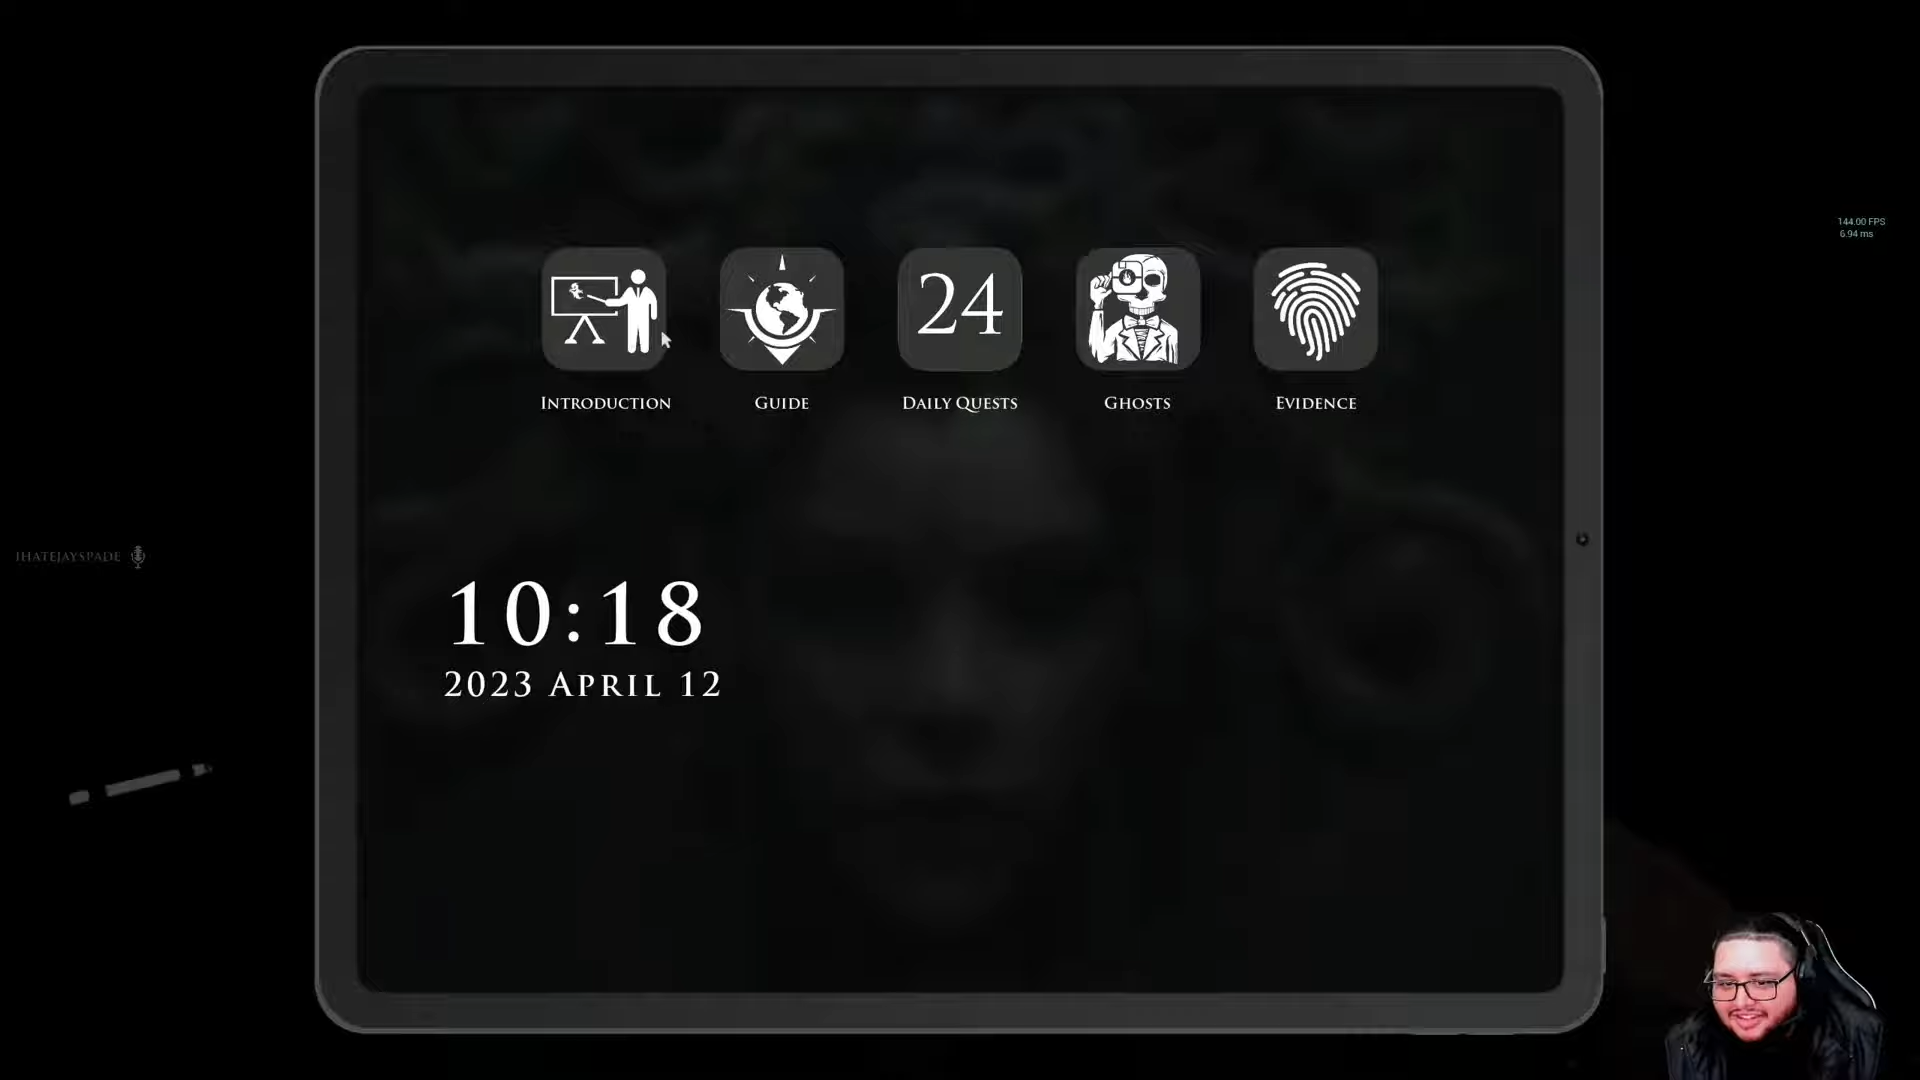 144.00 FPS
6.94 ms
24
INTRODUCTION
GUIDE
DAILY QUESTS
GHOSTS
EVIDENCE
IHATEJAYSPADE
10:18
2023 APRIL 12